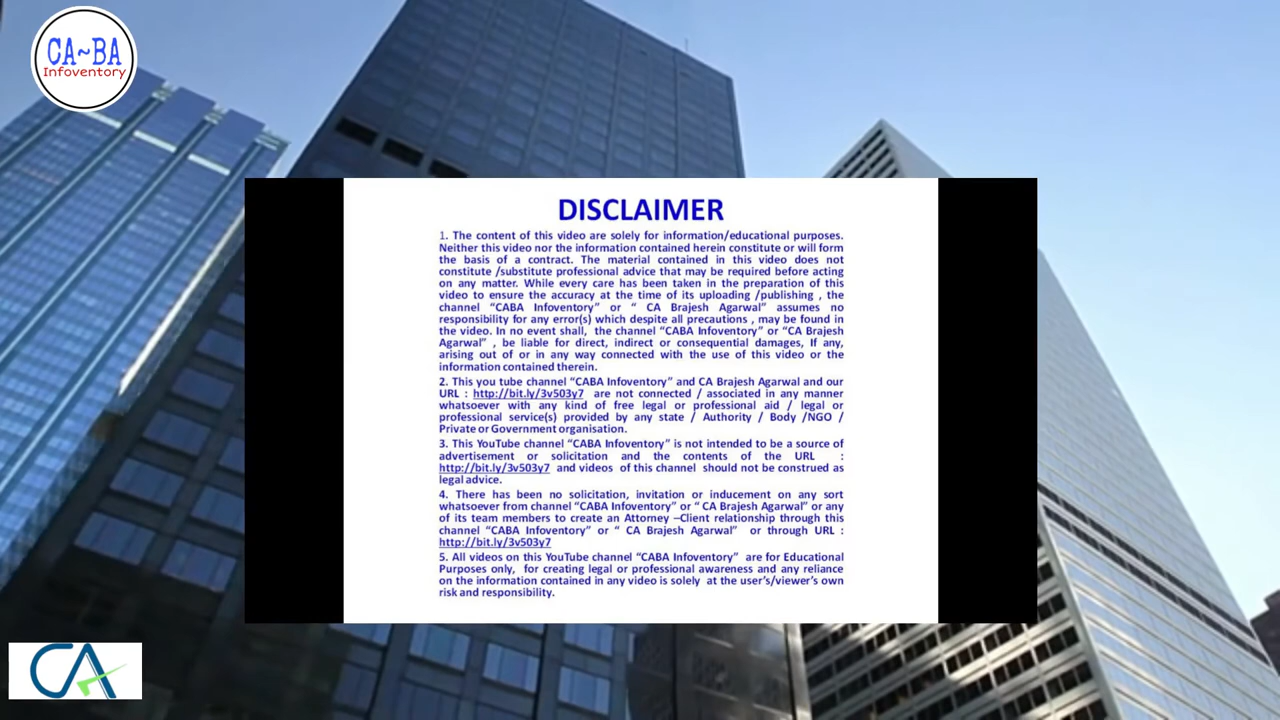 CA~BA
Infoventory
DISCLAIMER
1. The content of this video are solely for information/educational purposes.
Neither this video nor the information contained herein constitute or will form
the basis of a contract. The material contained in this video does not
constitute /substitute professional advice that may be required before acting
on any matter. While every care has been taken in the preparation of this
video to ensure the accuracy at the time of its uploading /publishing , the
channel “CABA Infoventory” or “ CA Brajesh Agarwal” assumes no
responsibility for any error(s) which despite all precautions , may be found in
the video. In no event shall, the channel “CABA Infoventory” or “CA Brajesh
Agarwal” , be liable for direct, indirect or consequential damages, If any,
arising out of or in any way connected with the use of this video or the
information contained therein.
2. This you tube channel “CABA Infoventory” and CA Brajesh Agarwal and our
URL : http://bit.ly/3v503y7 are not connected / associated in any manner
whatsoever with any kind of free legal or professional aid / legal or
professional service(s) provided by any state / Authority / Body /NGO /
Private or Government organisation.
3. This YouTube channel “CABA Infoventory” is not intended to be a source of
advertisement or solicitation and the contents of the URL :
http://bit.ly/3v503y7 and videos of this channel should not be construed as
legal advice.
4. There has been no solicitation, invitation or inducement on any sort
whatsoever from channel “CABA Infoventory” or “ CA Brajesh Agarwal” or any
of its team members to create an Attorney –Client relationship through this
channel “CABA Infoventory” or “ CA Brajesh Agarwal” or through URL :
http://bit.ly/3v503y7
5. All videos on this YouTube channel “CABA Infoventory” are for Educational
Purposes only, for creating legal or professional awareness and any reliance
on the information contained in any video is solely at the user’s/viewer’s own
risk and responsibility.
CA